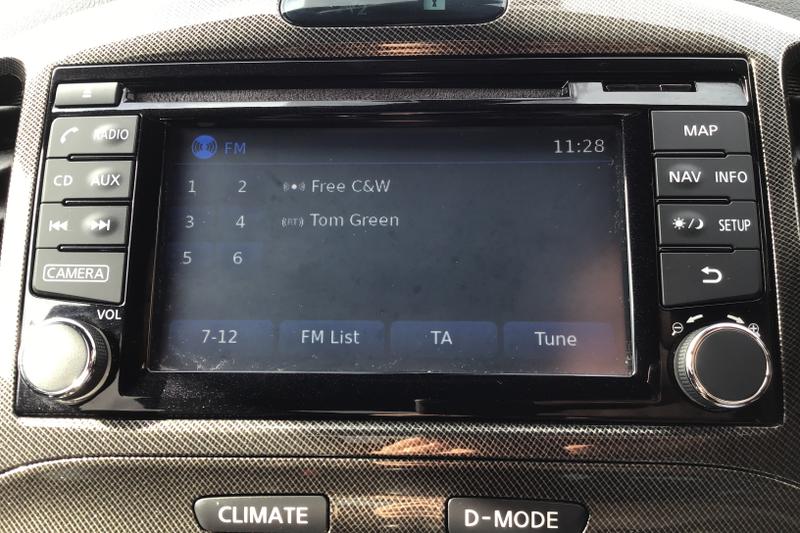 FM 11:28
1 2 Free C&W
3 4 (RT) Tom Green
5 6
7-12 FM List TA Tune
RADIO
CD AUX
CAMERA
VOL
MAP
NAV INFO
SETUP
CLIMATE D-MODE